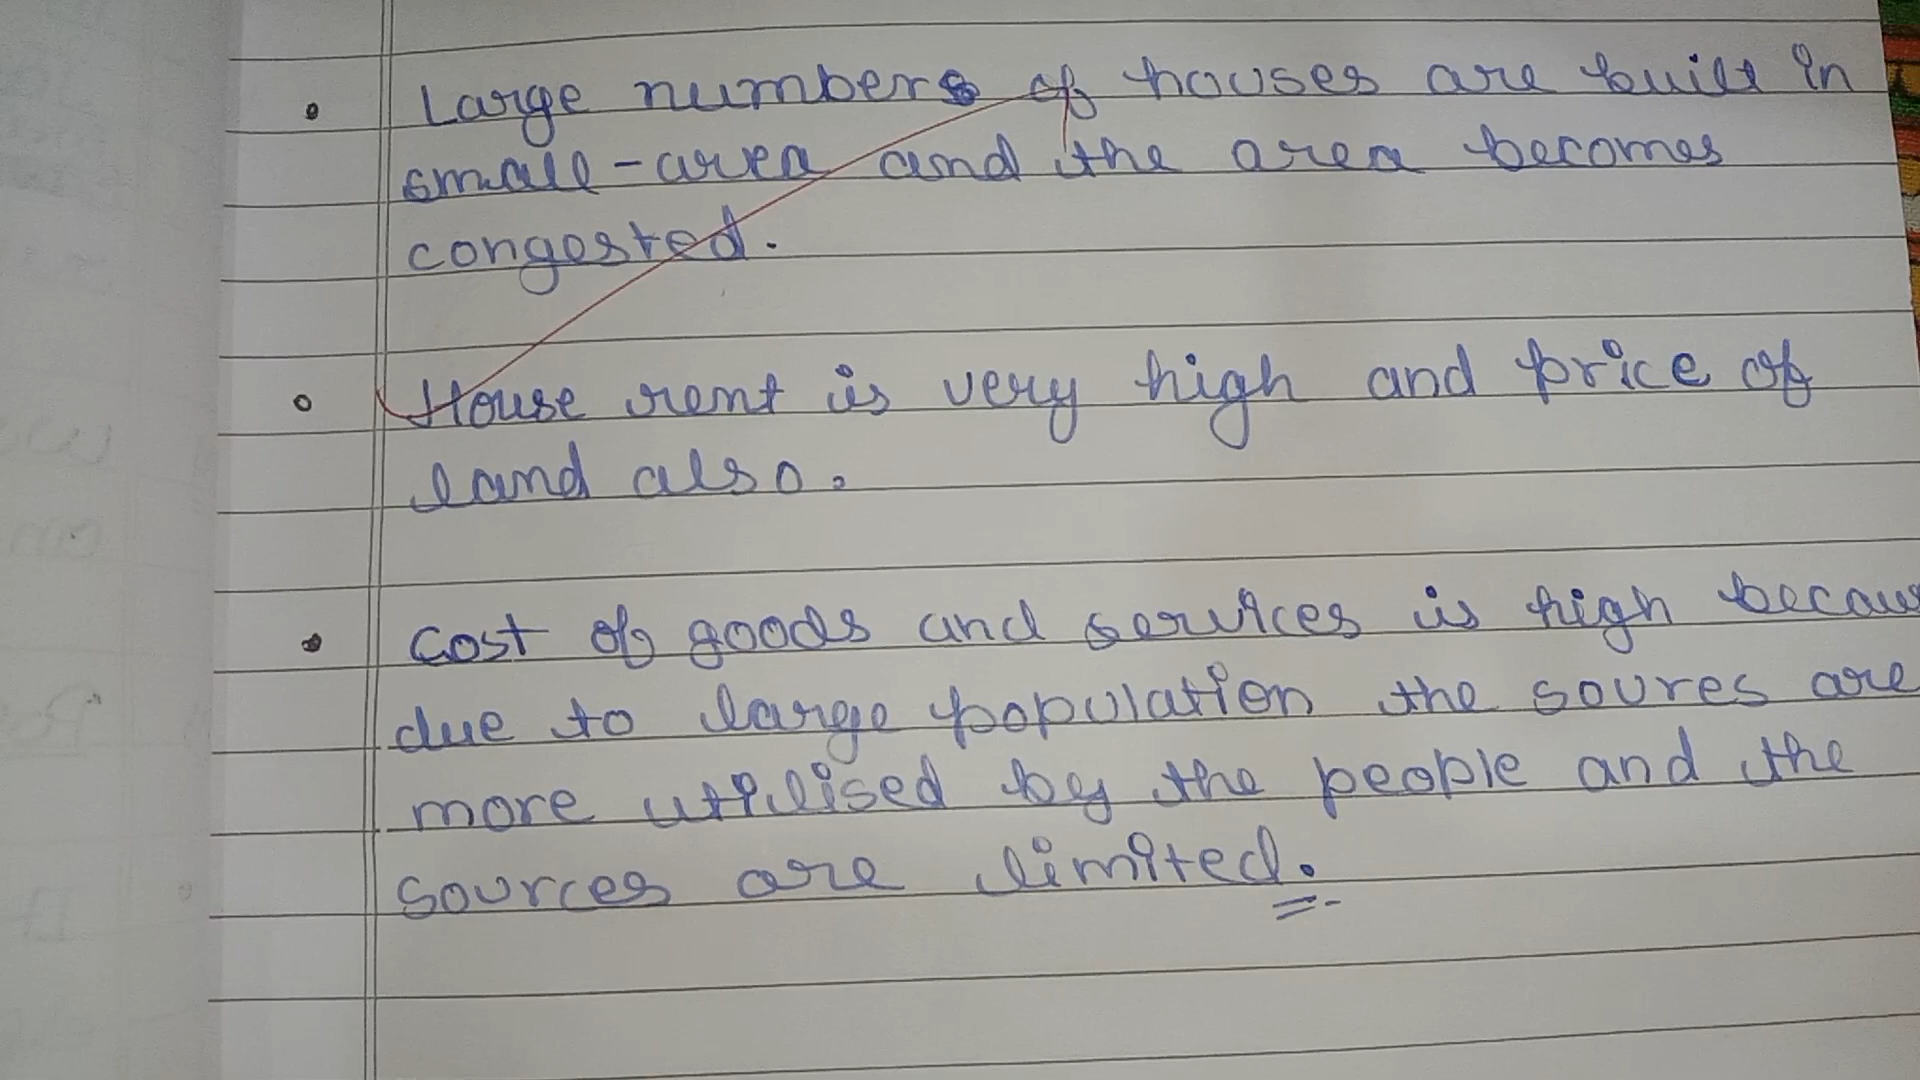 • Large numbers of houses are built in
small-area and the area becomes
congested.
• House rent is very high and price of
land also.
• Cost of goods and services is high becaus
due to large population the soures are
more utilised by the people and the
sources are limited.